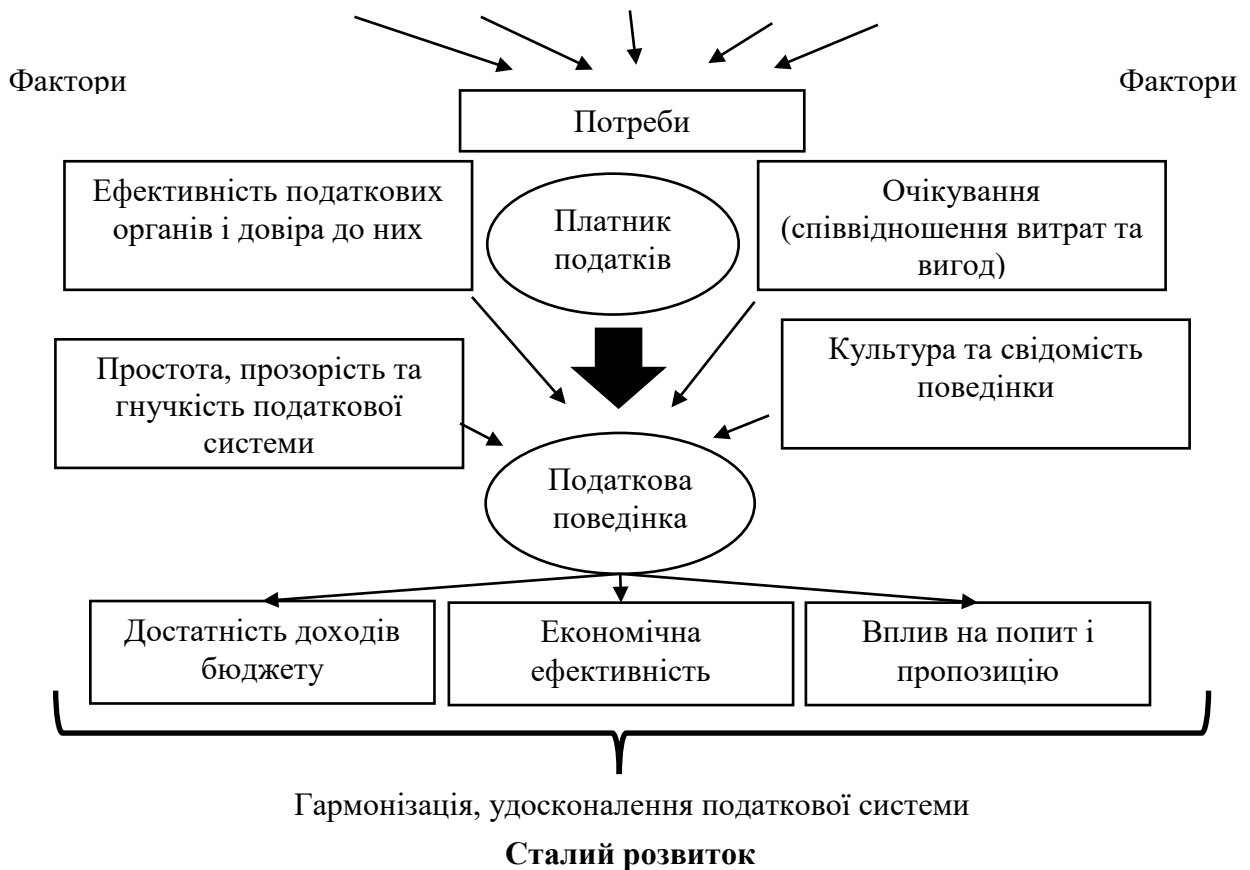 Фактори
Фактори
Потреби
Ефективність податкових
органів і довіра до них
Платник
податків
Очікування
(співвідношення витрат та
вигод)
Простота, прозорість та
гнучкість податкової
системи
Культура та свідомість
поведінки
Податкова
поведінка
Достатність доходів
бюджету
Економічна
ефективність
Вплив на попит і
пропозицію
Гармонізація, удосконалення податкової системи
Сталий розвиток